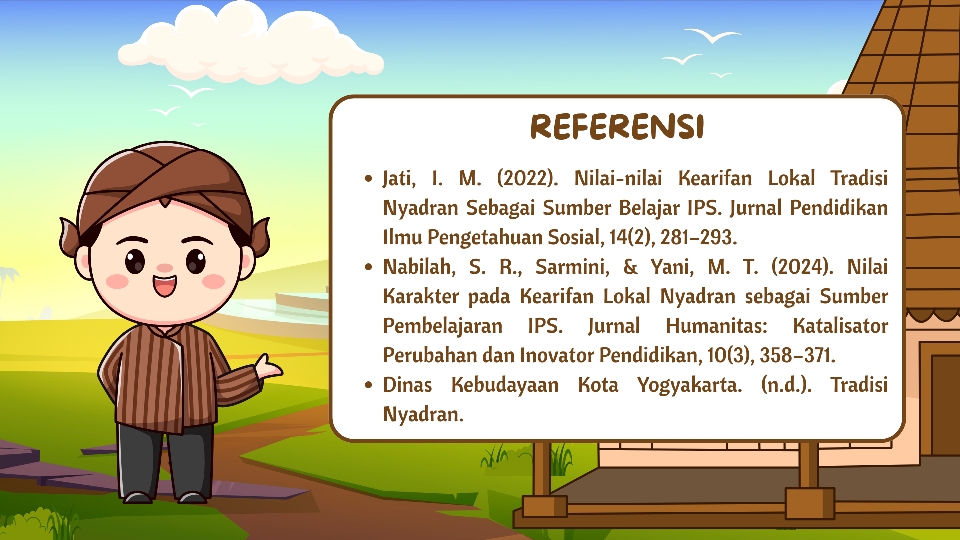 REFERENSI
• Jati, I. M. (2022). Nilai-nilai Kearifan Lokal Tradisi
Nyadran Sebagai Sumber Belajar IPS. Jurnal Pendidikan
Ilmu Pengetahuan Sosial, 14(2), 281–293.
• Nabilah, S. R., Sarmini, & Yani, M. T. (2024). Nilai
Karakter pada Kearifan Lokal Nyadran sebagai Sumber
Pembelajaran IPS. Jurnal Humanitas: Katalisator
Perubahan dan Inovator Pendidikan, 10(3), 358–371.
• Dinas Kebudayaan Kota Yogyakarta. (n.d.). Tradisi
Nyadran.